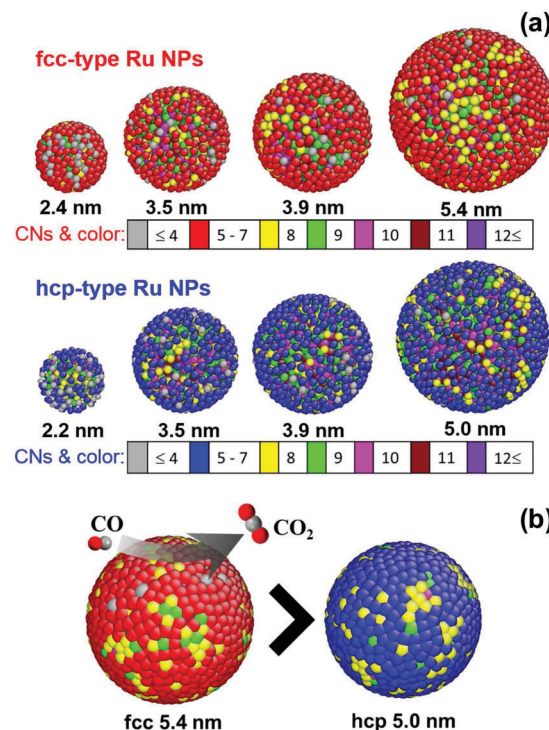 (a)
fcc-type Ru NPs
2.4 nm
3.5 nm
3.9 nm
5.4 nm
CNs & color: ≤ 4 5 - 7 8 9 10 11 12≤
hcp-type Ru NPs
2.2 nm
3.5 nm
3.9 nm
5.0 nm
CNs & color: ≤ 4 5 - 7 8 9 10 11 12≤
(b)
CO
CO₂
fcc 5.4 nm
hcp 5.0 nm